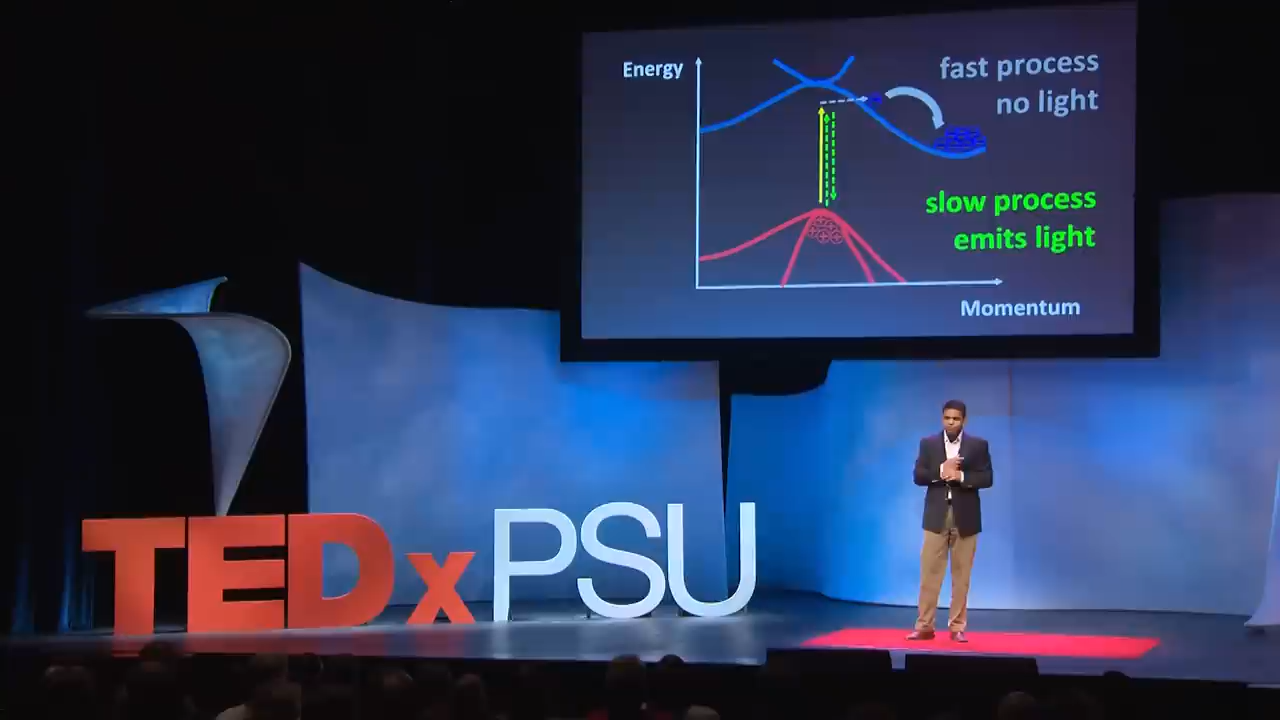 Energy
fast process
no light
slow process
emits light
Momentum
TEDxPSU